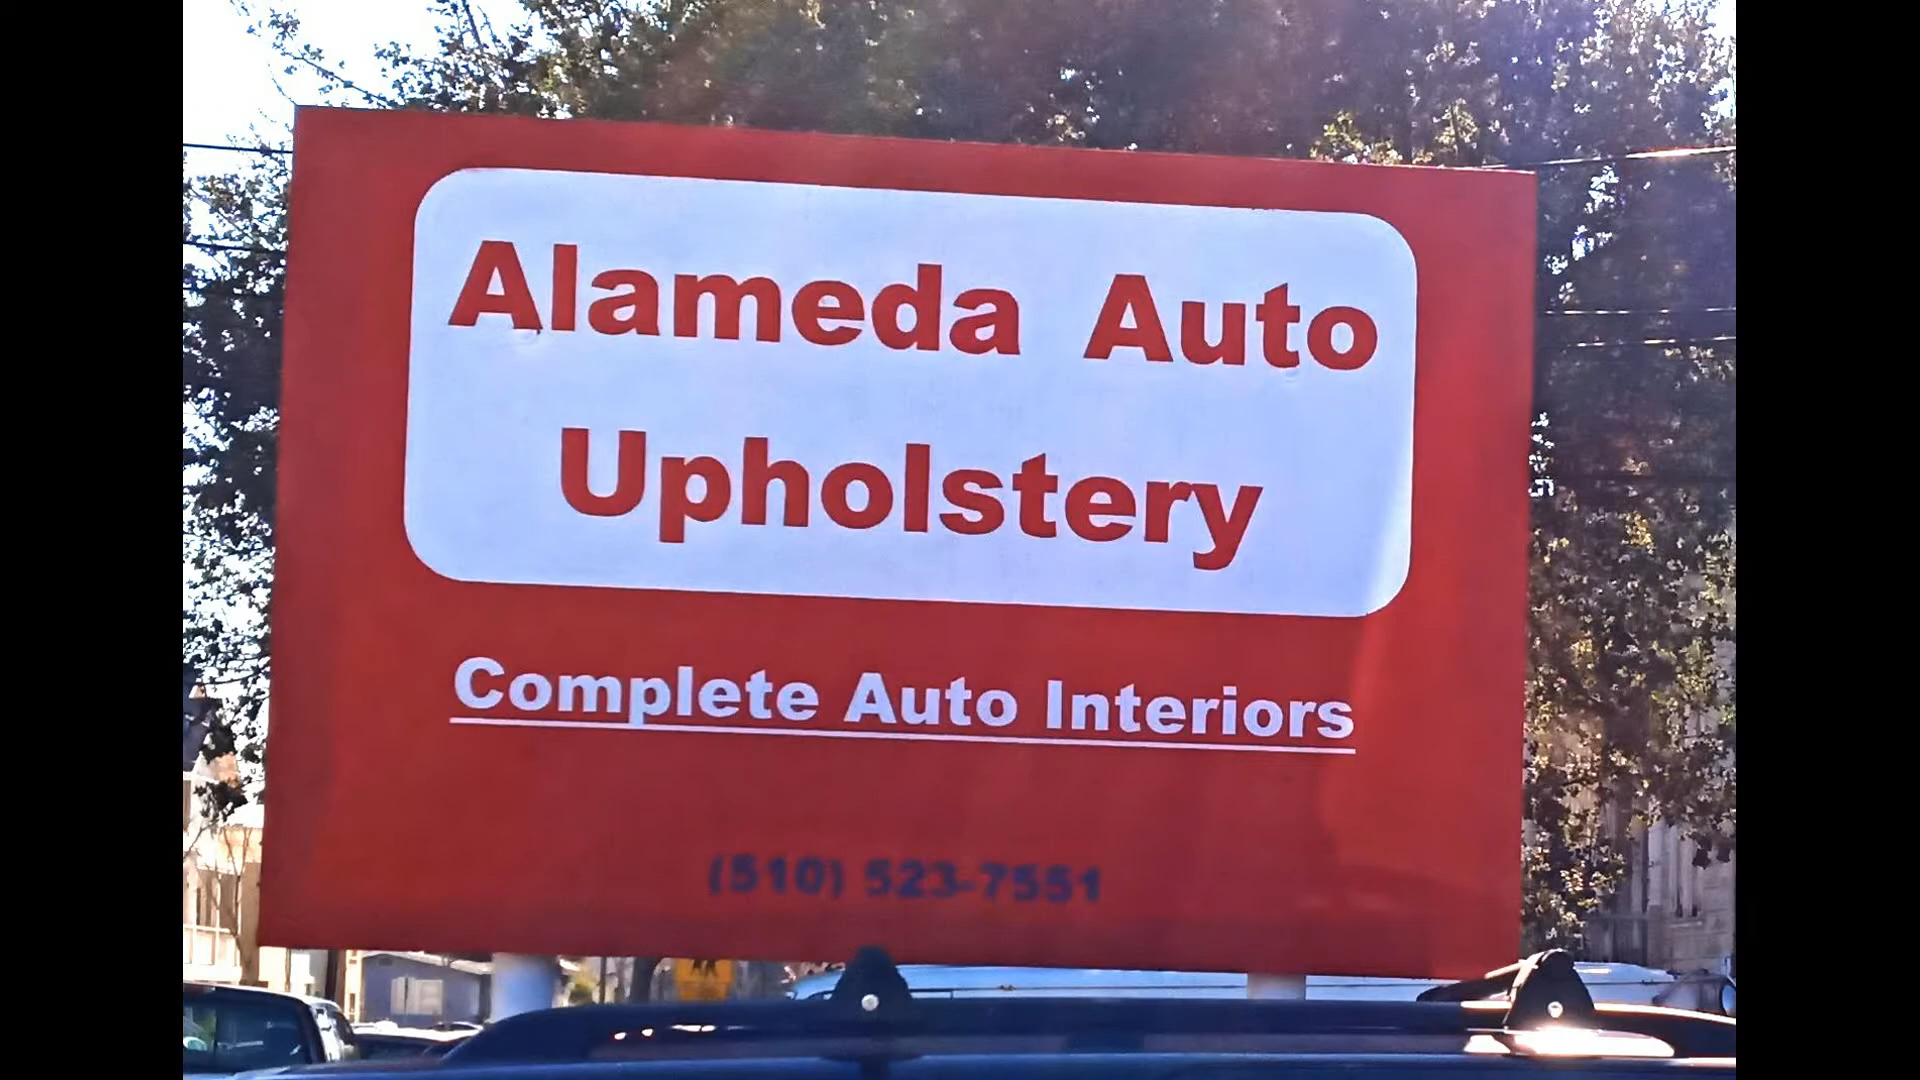 Alameda Auto
Upholstery
Complete Auto Interiors
(510) 523-7551